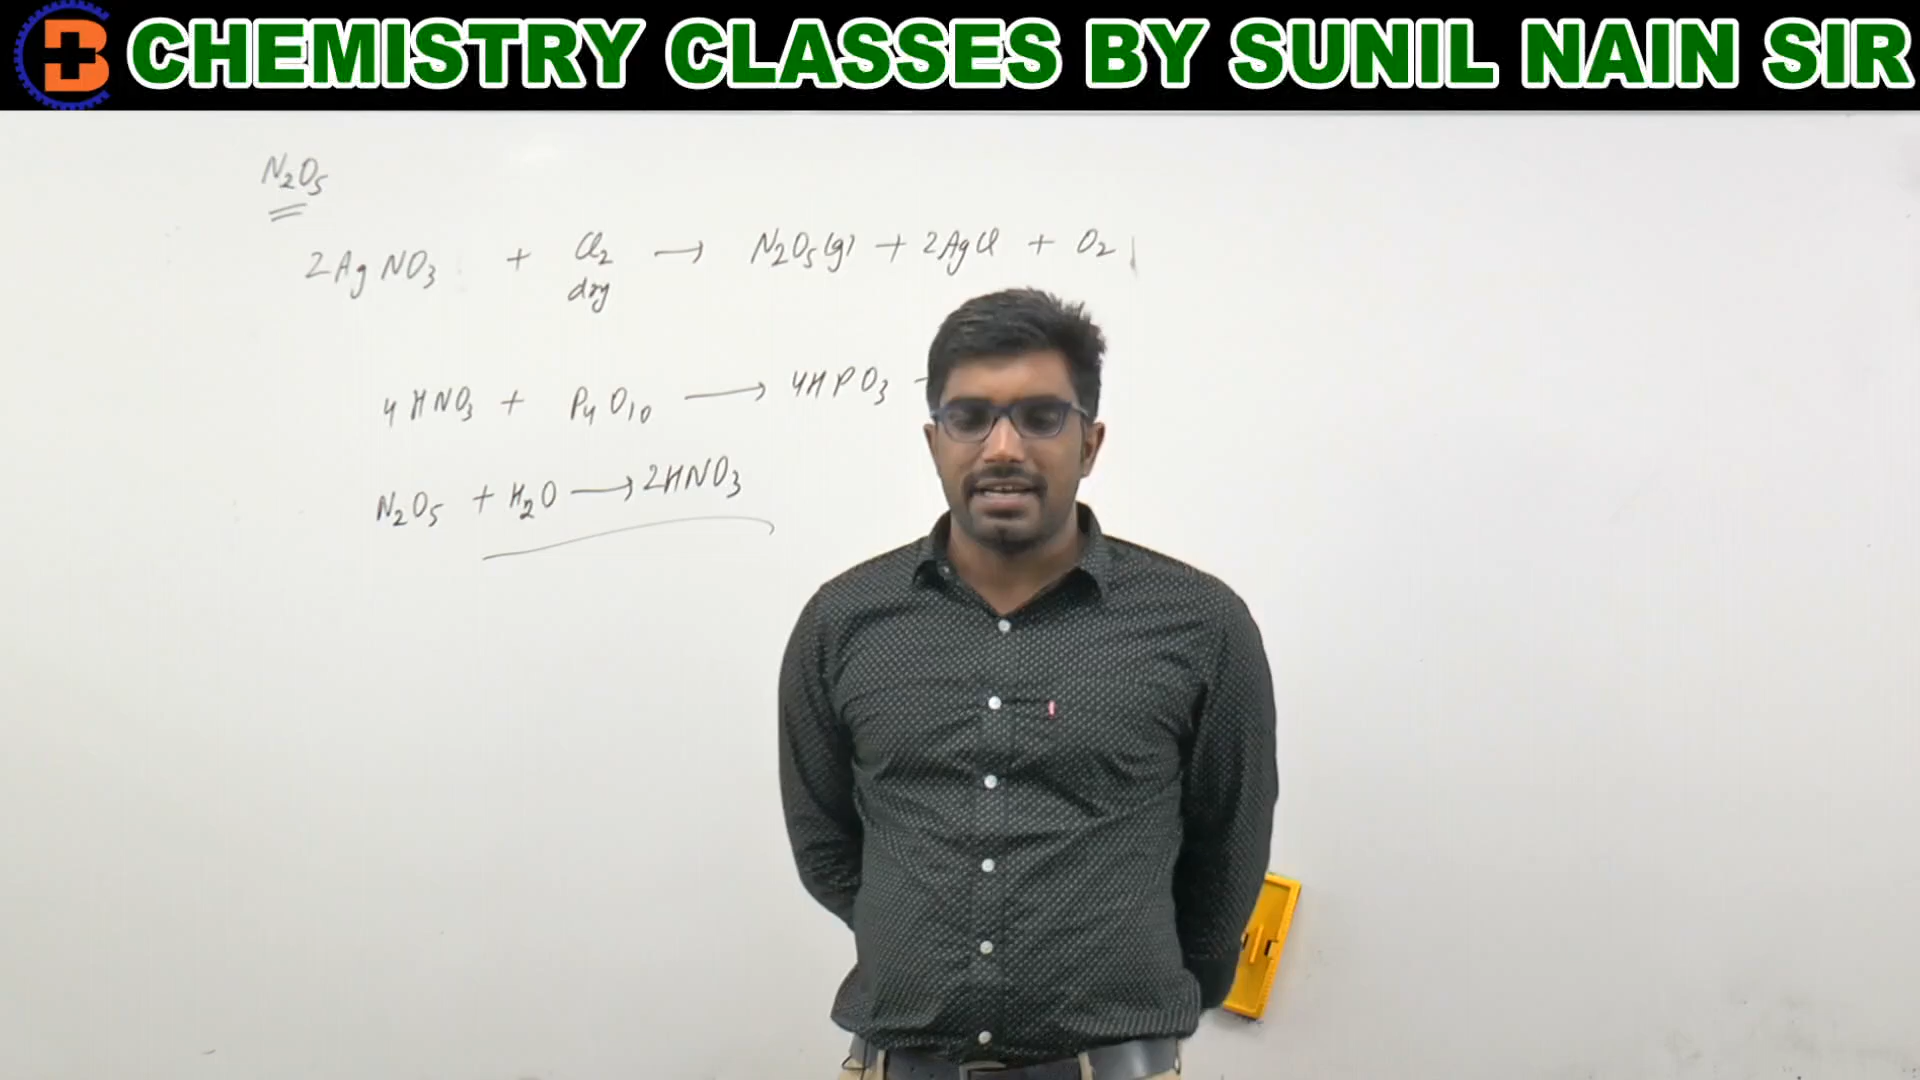 CHEMISTRY CLASSES BY SUNIL NAIN SIR
N₂O₅
2AgNO₃ + Cl₂ → N₂O₅(g) + 2AgCl + O₂
dry
4HNO₃ + P₄O₁₀ → 4HPO₃
N₂O₅ + H₂O → 2HNO₃